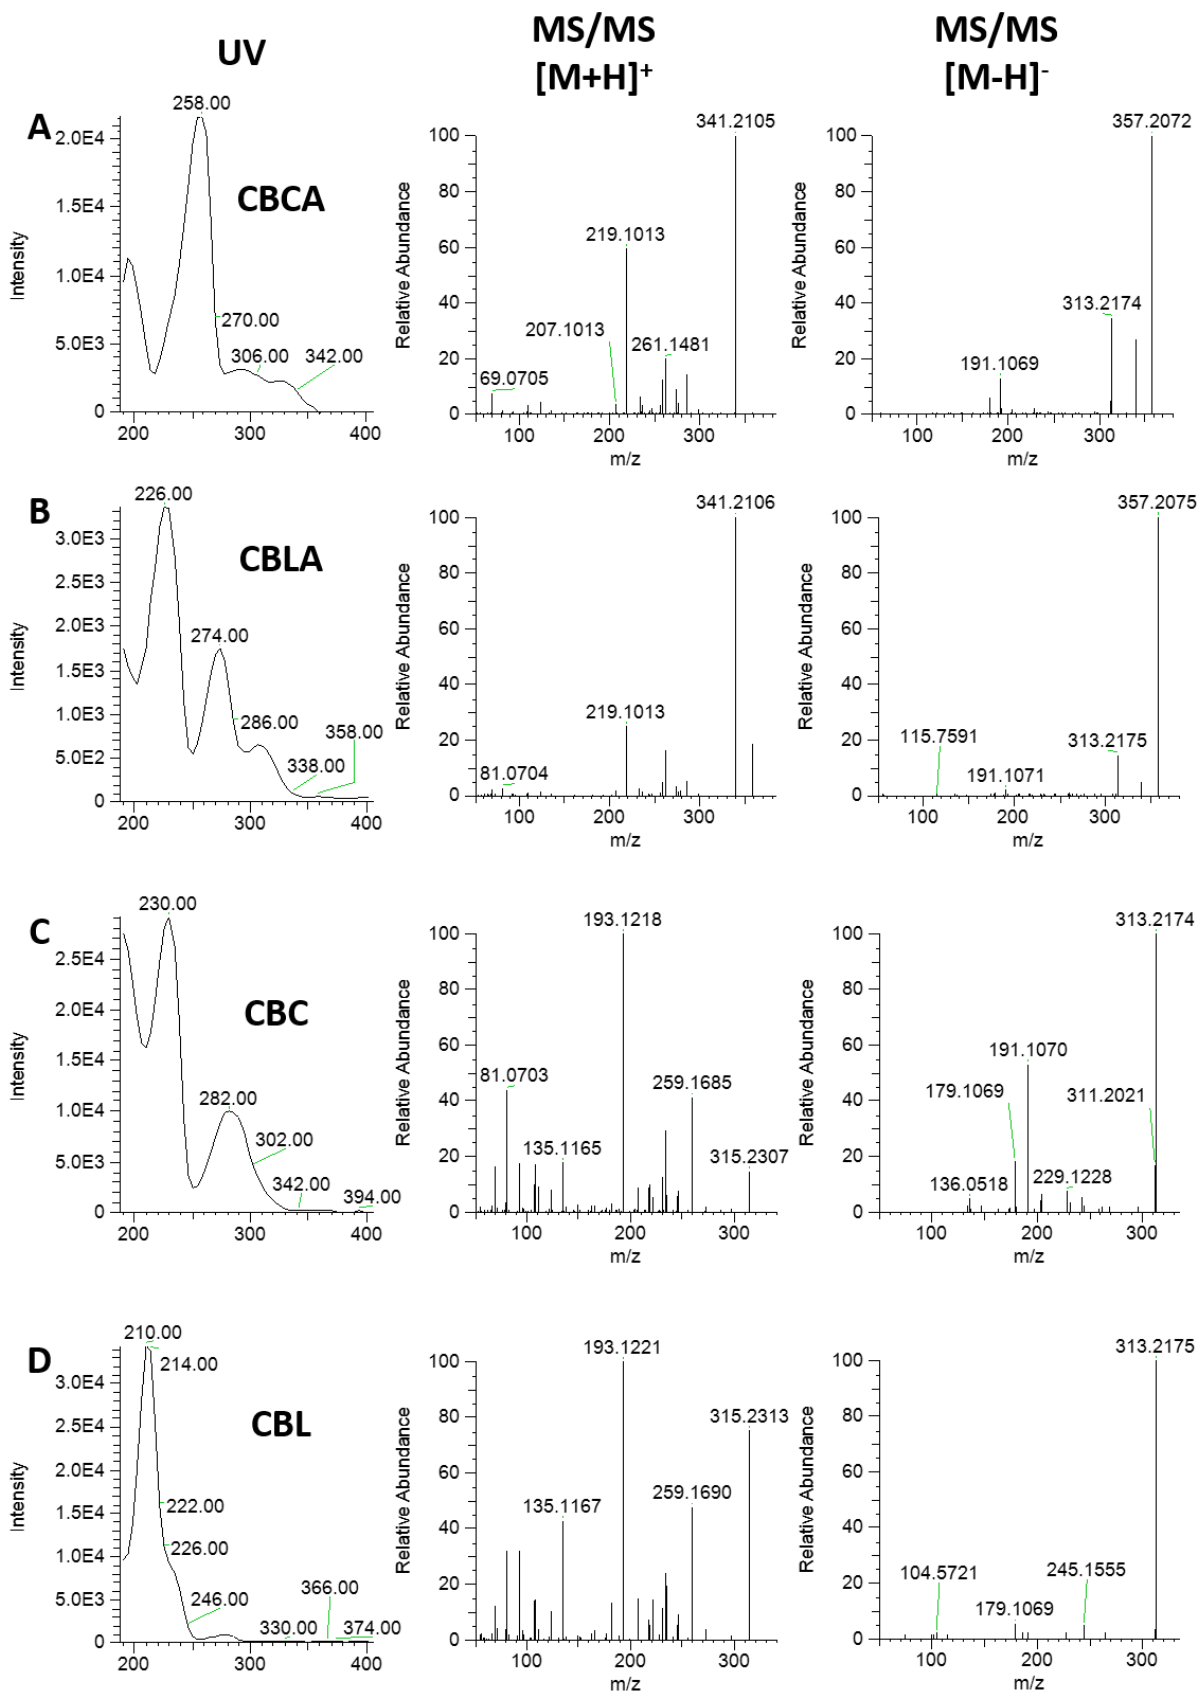 UV
MS/MS
[M+H]+
MS/MS
[M-H]-
A
CBCA
258.00
270.00
306.00
342.00
2.0E4
1.5E4
1.0E4
5.0E3
0
Intensity
200
300
400
341.2105
219.1013
207.1013
261.1481
69.0705
100
80
60
40
20
0
Relative Abundance
100
200
300
m/z
357.2072
313.2174
191.1069
100
80
60
40
20
0
Relative Abundance
100
200
300
m/z
B
CBLA
226.00
274.00
286.00
358.00
338.00
3.0E3
2.5E3
2.0E3
1.5E3
1.0E3
5.0E2
0
Intensity
200
300
400
341.2106
219.1013
81.0704
100
80
60
40
20
0
Relative Abundance
100
200
300
m/z
357.2075
115.7591
313.2175
191.1071
100
80
60
40
20
0
Relative Abundance
100
200
300
m/z
C
CBC
230.00
282.00
302.00
342.00
394.00
2.5E4
2.0E4
1.5E4
1.0E4
5.0E3
0
Intensity
200
300
400
193.1218
81.0703
259.1685
135.1165
315.2307
100
80
60
40
20
0
Relative Abundance
100
200
300
m/z
313.2174
191.1070
179.1069
311.2021
136.0518
229.1228
100
80
60
40
20
0
Relative Abundance
100
200
300
m/z
D
CBL
210.00
214.00
222.00
226.00
246.00
366.00
330.00
374.00
3.0E4
2.5E4
2.0E4
1.5E4
1.0E4
5.0E3
0
Intensity
200
300
400
193.1221
315.2313
259.1690
135.1167
100
80
60
40
20
0
Relative Abundance
100
200
300
m/z
313.2175
104.5721
245.1555
179.1069
100
80
60
40
20
0
Relative Abundance
100
200
300
m/z